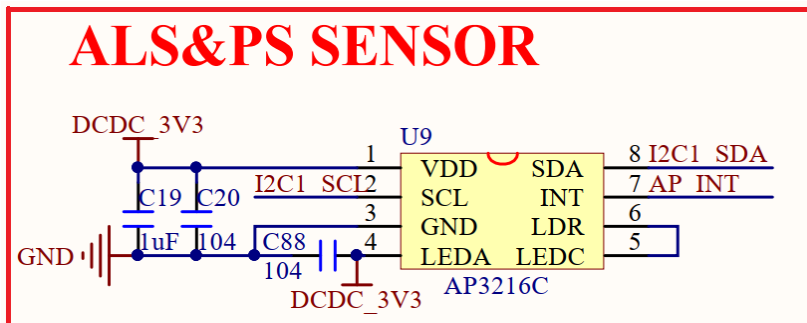 ALS&PS SENSOR
DCDC_3V3
U9
1
VDD
SDA
8
I2C1_SDA
I2C1_SCL
2
SCL
INT
7
AP_INT
C19
C20
3
GND
LDR
6
1uF
104
C88
4
LEDA
LEDC
5
GND
104
AP3216C
DCDC_3V3